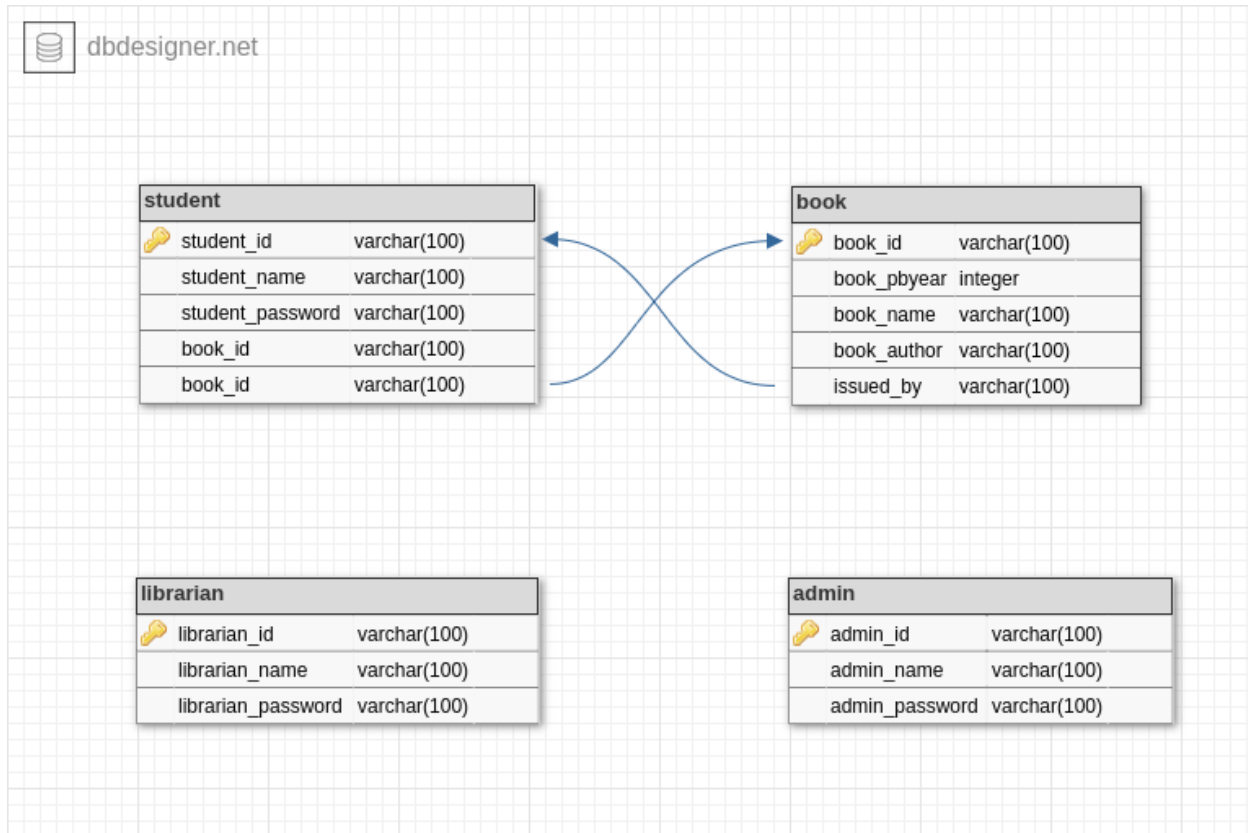 dbdesigner.net
student
student_id varchar(100)
student_name varchar(100)
student_password varchar(100)
book_id varchar(100)
book_id varchar(100)
book
book_id varchar(100)
book_pbyear integer
book_name varchar(100)
book_author varchar(100)
issued_by varchar(100)
librarian
librarian_id varchar(100)
librarian_name varchar(100)
librarian_password varchar(100)
admin
admin_id varchar(100)
admin_name varchar(100)
admin_password varchar(100)